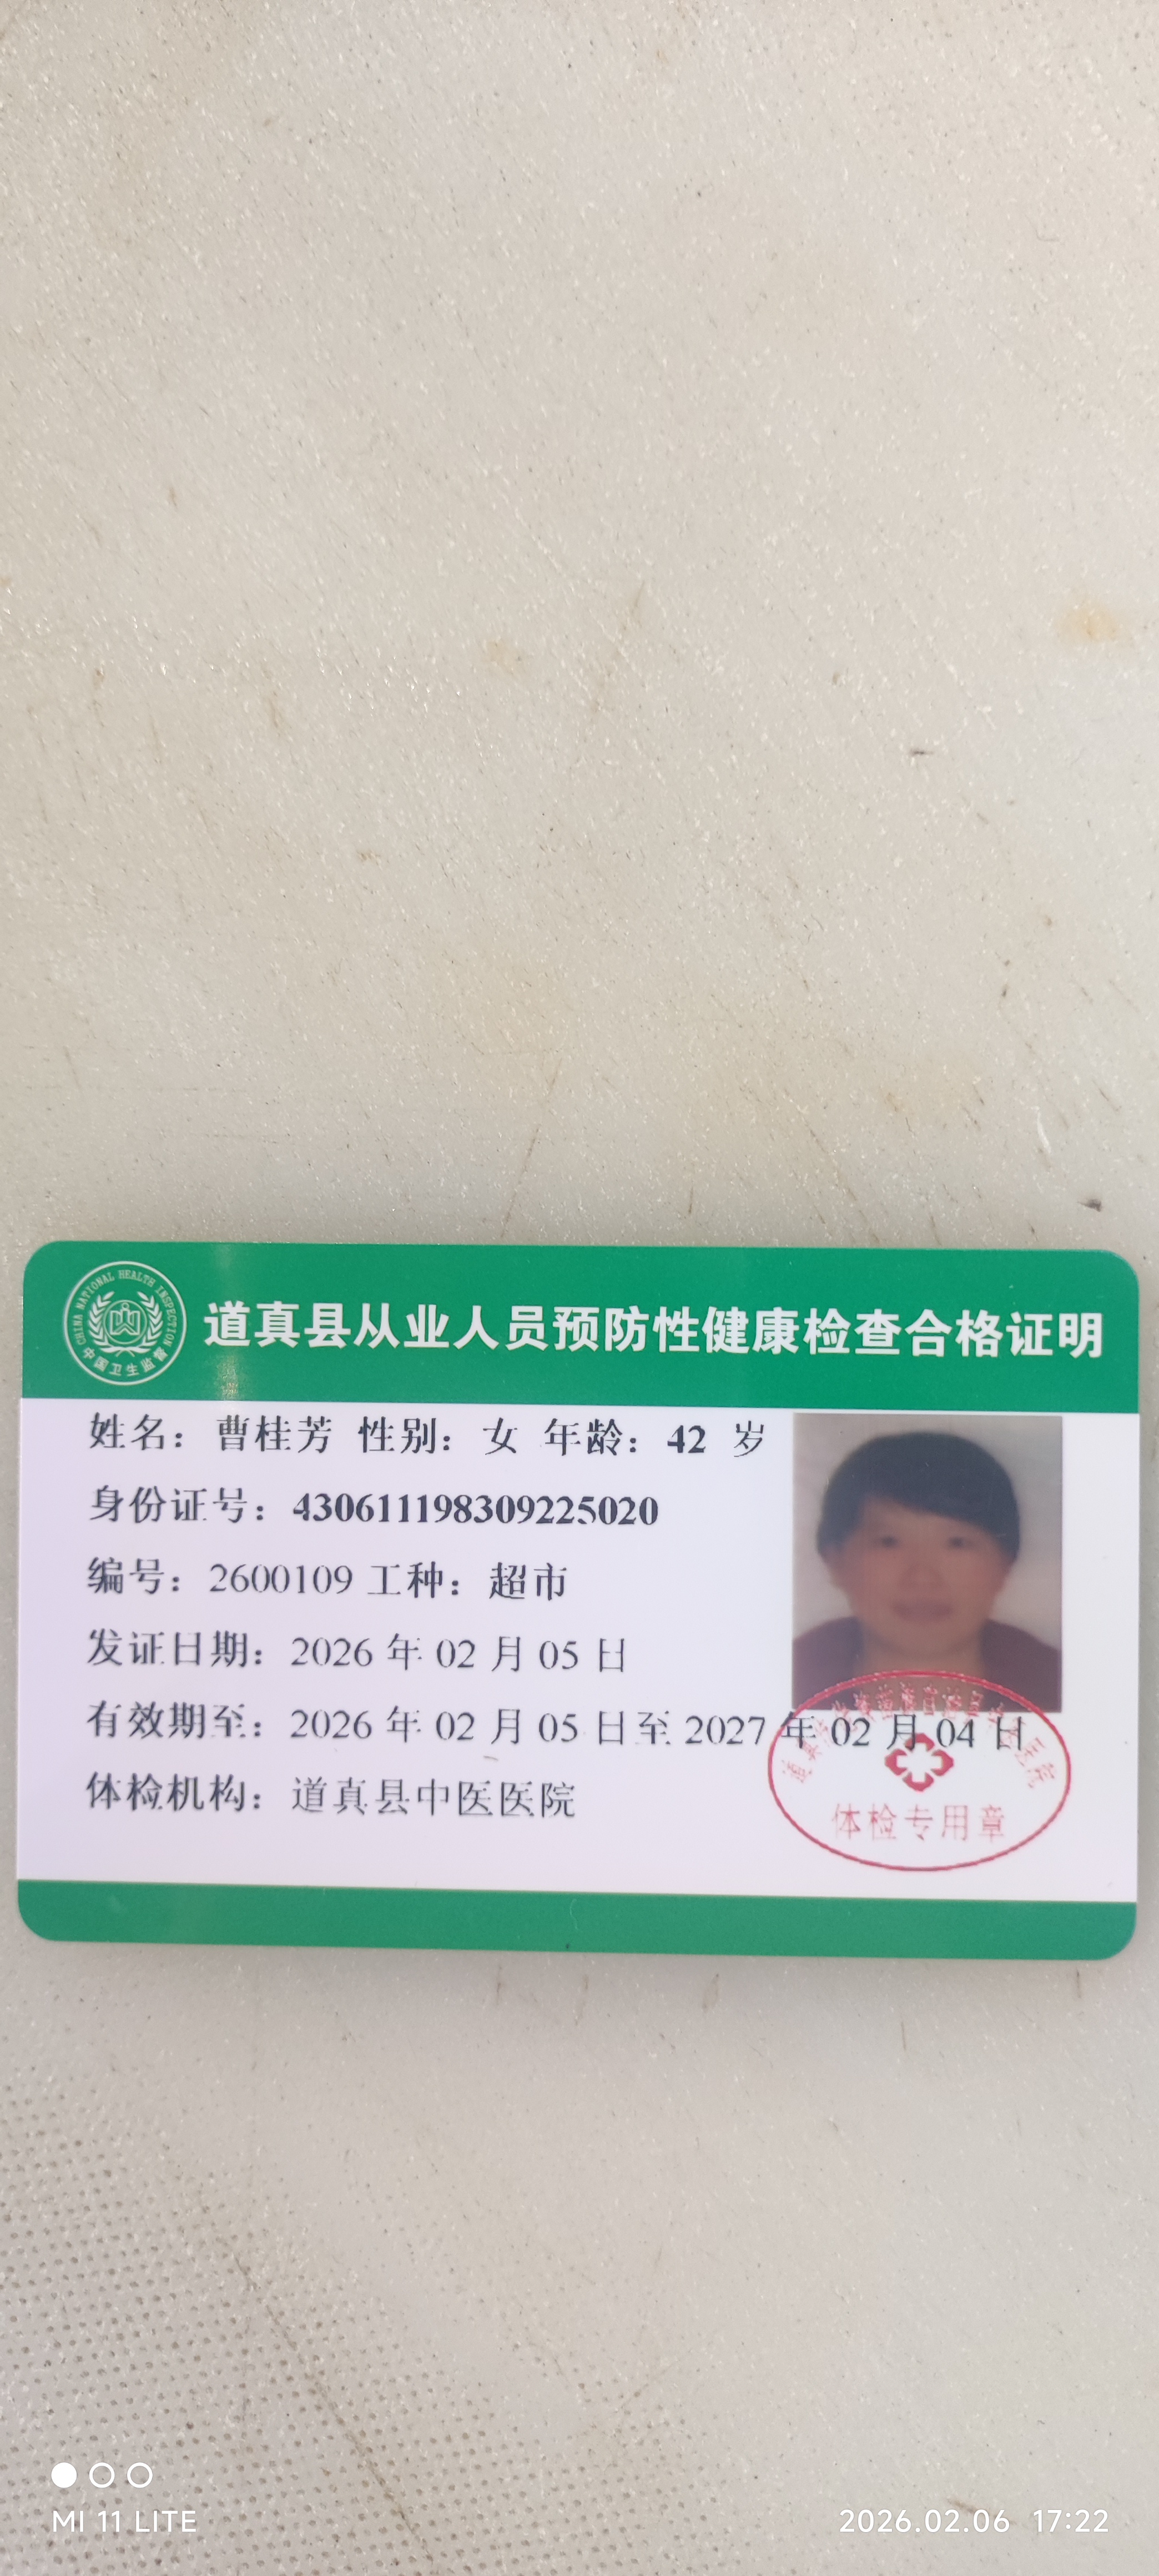 CHINA NATIONAL HEALTH INSPECTION
中国卫生监督
道真县从业人员预防性健康检查合格证明
姓名：曹桂芳 性别：女 年龄：42 岁
身份证号：430611198309225020
编号：2600109 工种：超市
发证日期：2026 年 02 月 05 日
有效期至：2026 年 02 月 05 日至 2027 年 02 月 04 日
体检机构：道真县中医医院
体检专用章
MI 11 LITE
2026.02.06 17:22